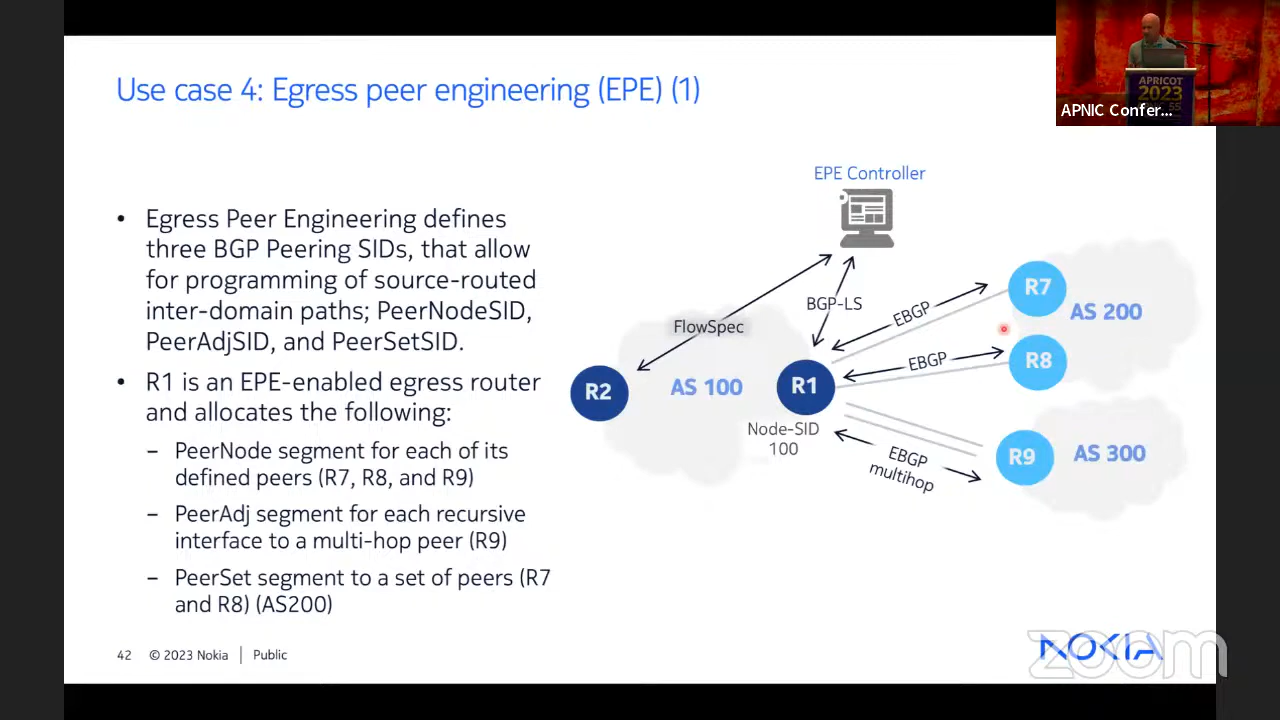 Use case 4: Egress peer engineering (EPE) (1)
APRICOT
2023
55
APNIC Confer...
• Egress Peer Engineering defines
three BGP Peering SIDs, that allow
for programming of source-routed
inter-domain paths; PeerNodeSID,
PeerAdjSID, and PeerSetSID.
• R1 is an EPE-enabled egress router
and allocates the following:
– PeerNode segment for each of its
defined peers (R7, R8, and R9)
– PeerAdj segment for each recursive
interface to a multi-hop peer (R9)
– PeerSet segment to a set of peers (R7
and R8) (AS200)
EPE Controller
BGP-LS
FlowSpec
EBGP
R7
AS 200
EBGP
R8
R2
AS 100
R1
Node-SID
100
EBGP
multihop
R9
AS 300
42 © 2023 Nokia | Public
NOKIA
zoom